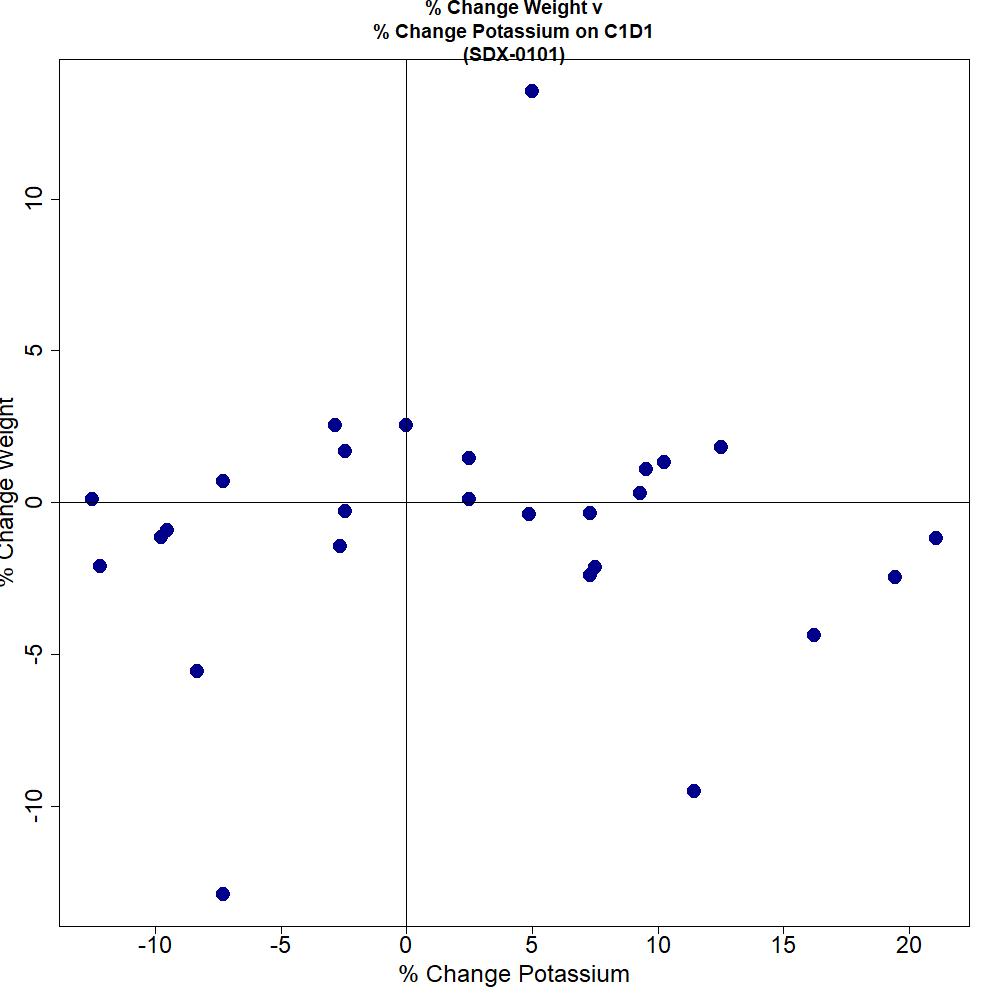 % Change Weight v
% Change Potassium on C1D1
(SDX-0101)
% Change Weight
10
5
0
-5
-10
-10
-5
0
5
10
15
20
% Change Potassium